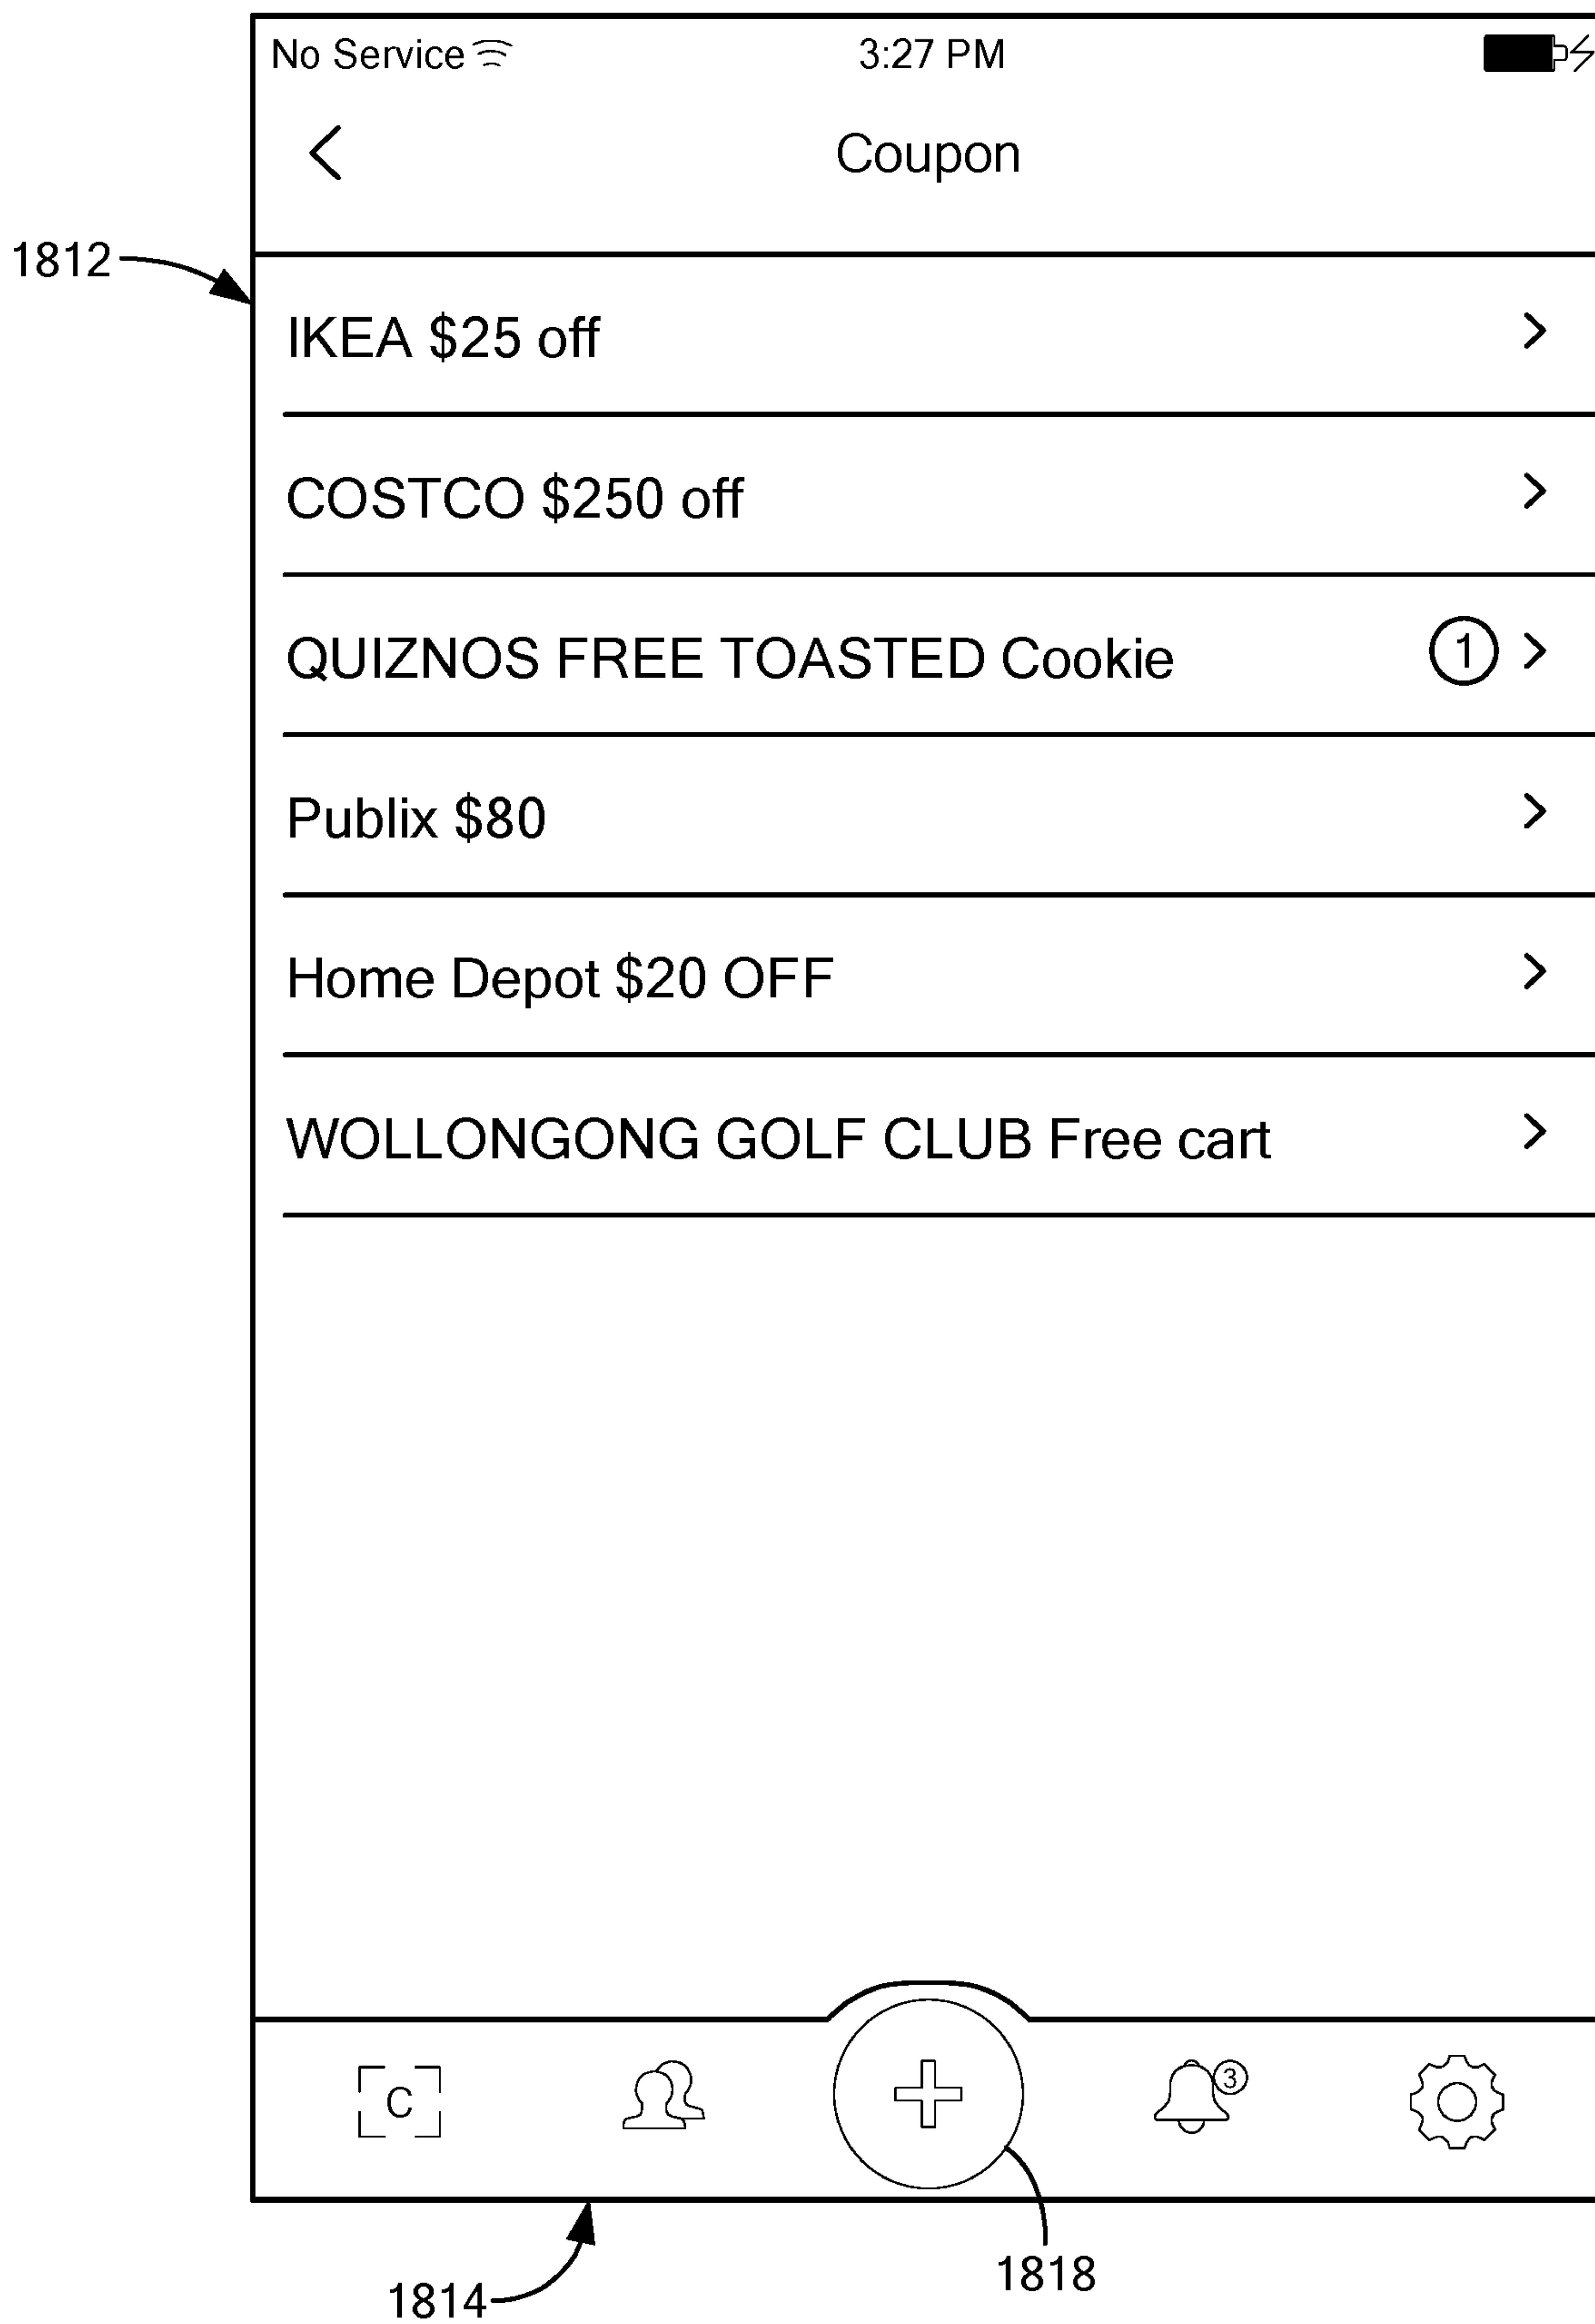 No Service 3:27 PM
Coupon
1812
IKEA $25 off
COSTCO $250 off
QUIZNOS FREE TOASTED Cookie 1
Publix $80
Home Depot $20 OFF
WOLLONGONG GOLF CLUB Free cart
C 3
1814 1818